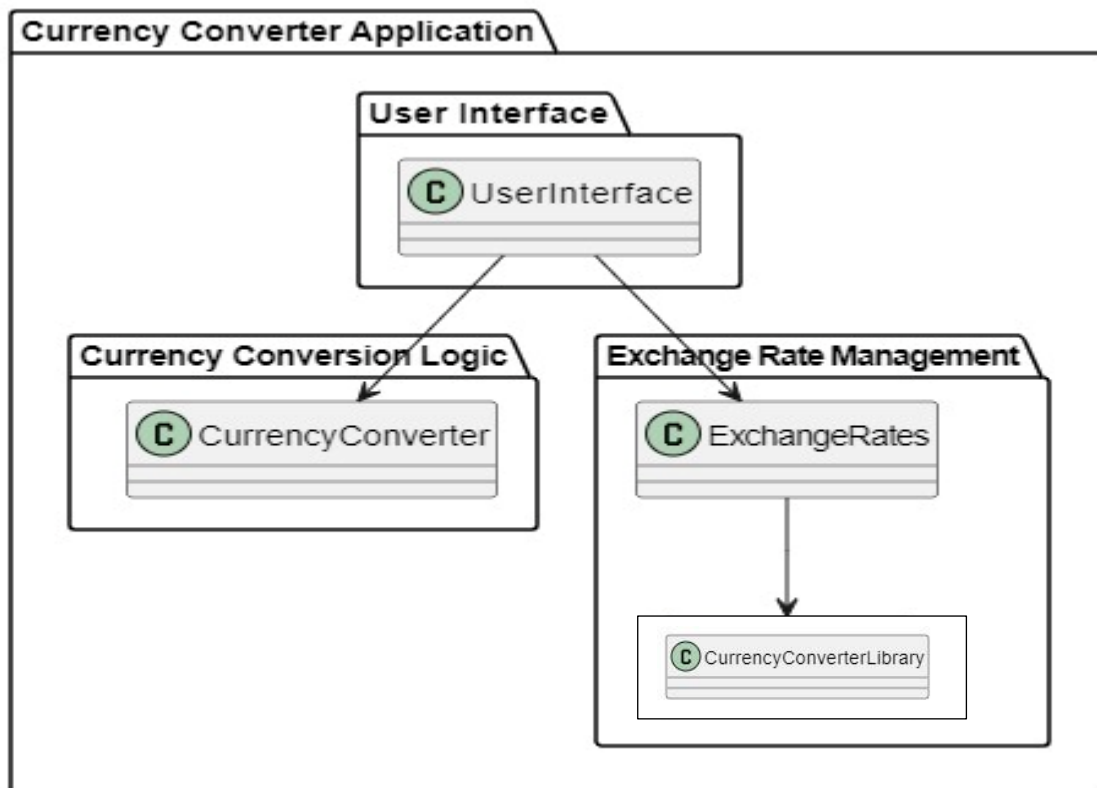 Currency Converter Application
User Interface
C UserInterface
Currency Conversion Logic
Exchange Rate Management
C CurrencyConverter
C ExchangeRates
C CurrencyConverterLibrary